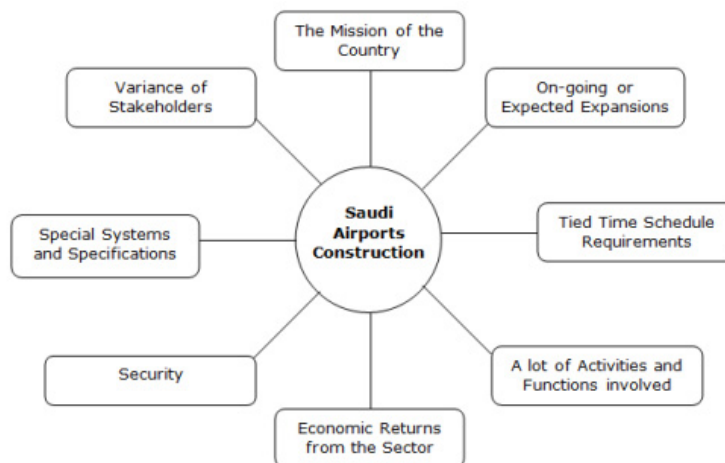 The Mission of the
Country
Variance of
Stakeholders
On-going or
Expected Expansions
Special Systems
and Specifications
Saudi
Airports
Construction
Tied Time Schedule
Requirements
Security
A lot of Activities and
Functions involved
Economic Returns
from the Sector